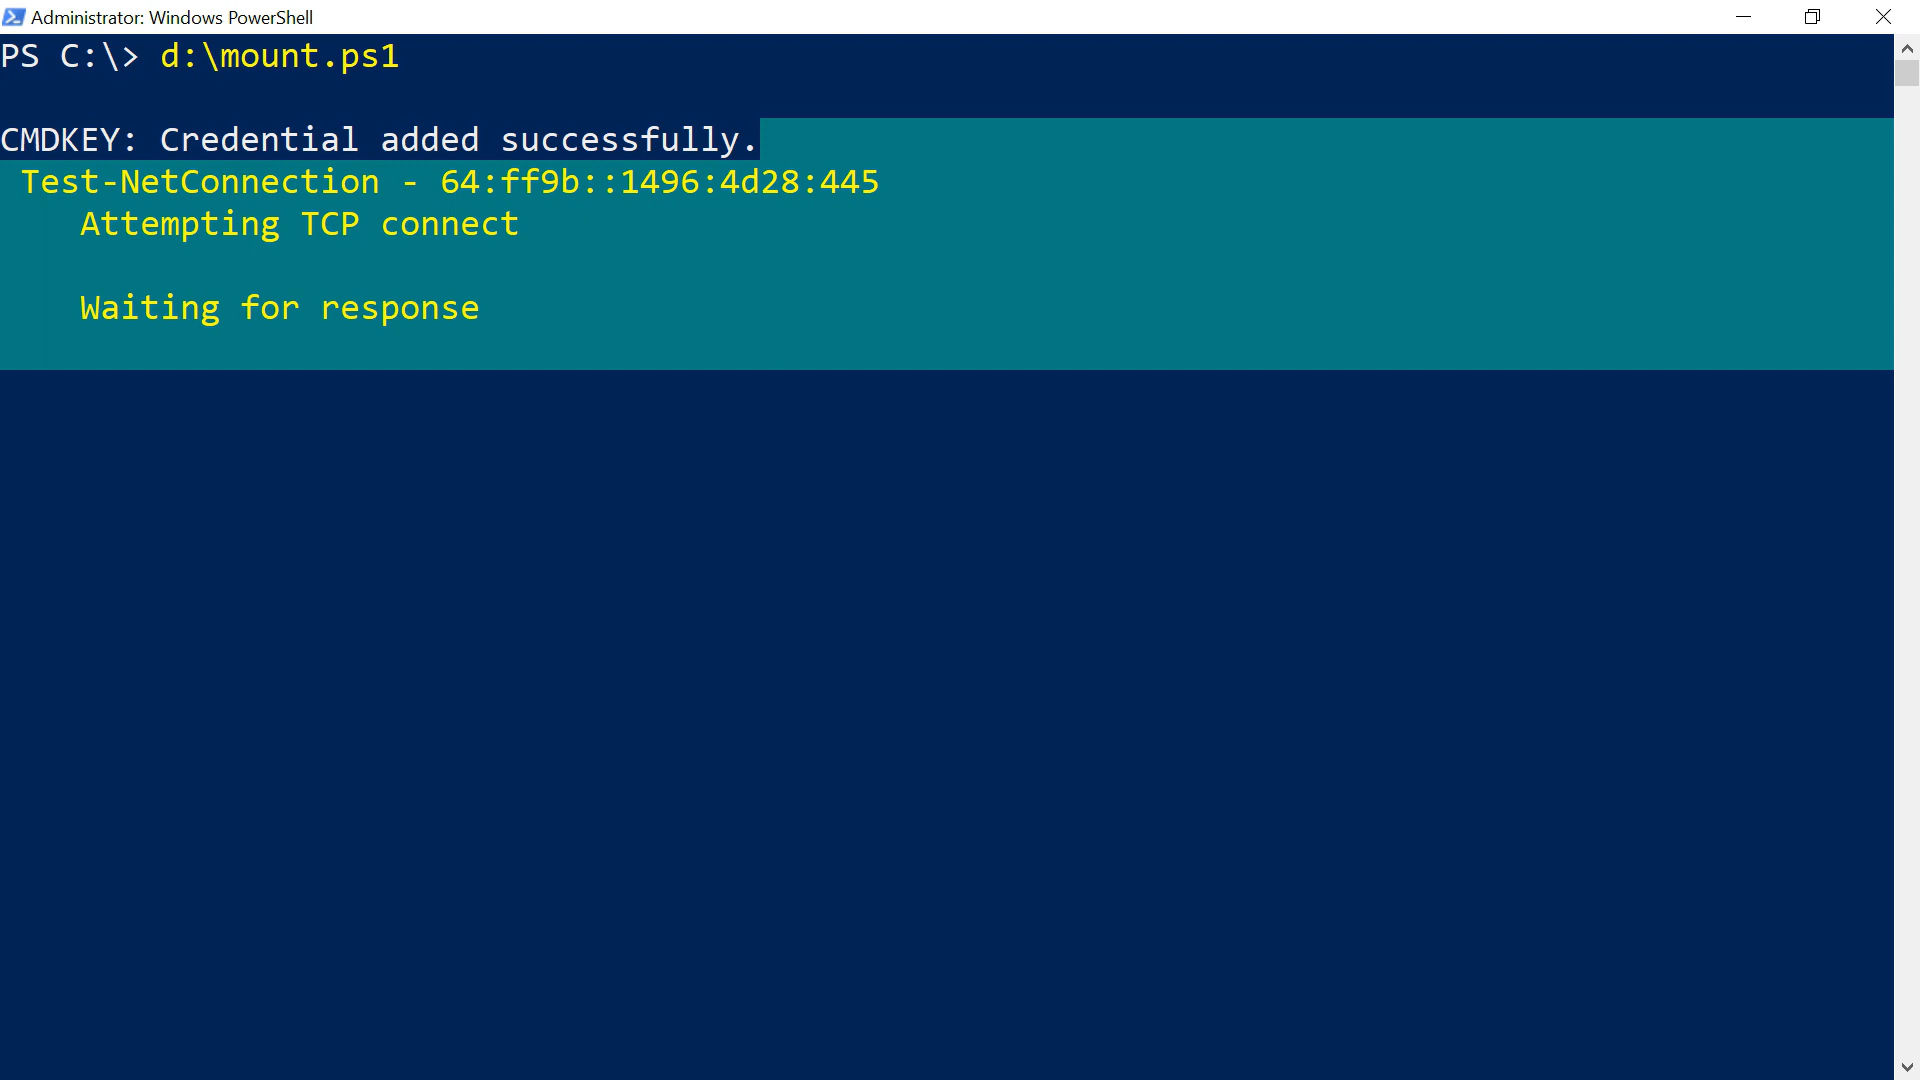 Administrator: Windows PowerShell
PS C:\> d:\mount.ps1
CMDKEY: Credential added successfully.
Test-NetConnection - 64:ff9b::1496:4d28:445
Attempting TCP connect
Waiting for response